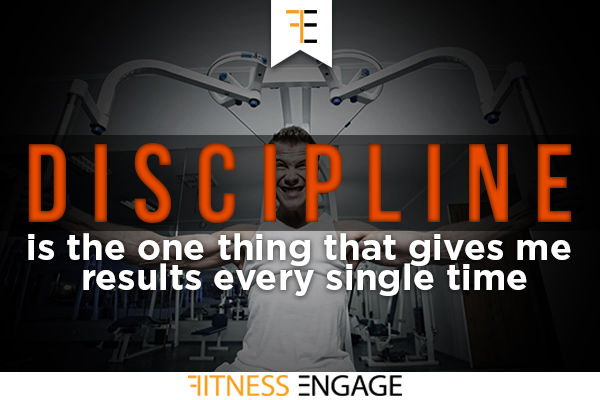 FE
DISCIPLINE
is the one thing that gives me
results every single time
FITNESS ENGAGE